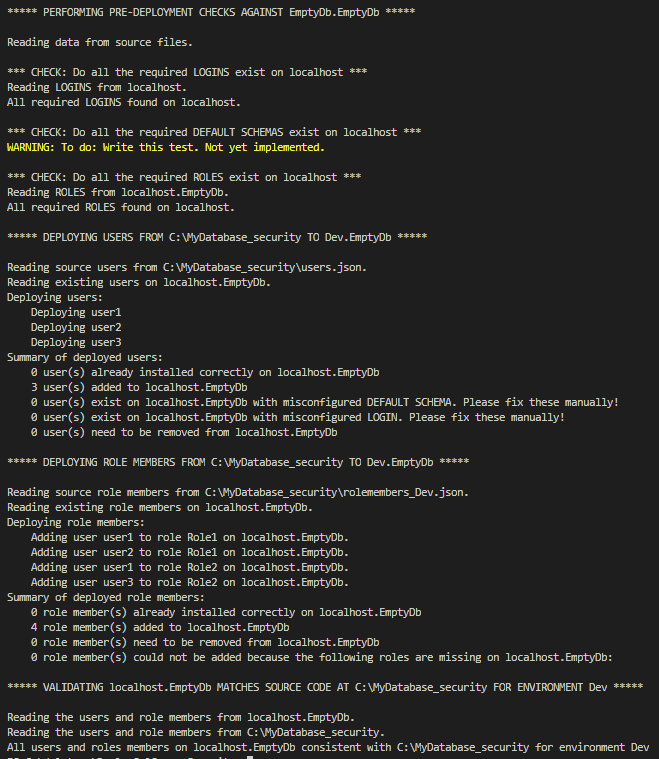 ***** PERFORMING PRE-DEPLOYMENT CHECKS AGAINST EmptyDb.EmptyDb *****
Reading data from source files.
*** CHECK: Do all the required LOGINS exist on localhost ***
Reading LOGINS from localhost.
All required LOGINS found on localhost.
*** CHECK: Do all the required DEFAULT SCHEMAS exist on localhost ***
WARNING: To do: Write this test. Not yet implemented.
*** CHECK: Do all the required ROLES exist on localhost ***
Reading ROLES from localhost.EmptyDb.
All required ROLES found on localhost.
***** DEPLOYING USERS FROM C:\MyDatabase_security TO Dev.EmptyDb *****
Reading source users from C:\MyDatabase_security\users.json.
Reading existing users on localhost.EmptyDb.
Deploying users:
Deploying user1
Deploying user2
Deploying user3
Summary of deployed users:
0 user(s) already installed correctly on localhost.EmptyDb
3 user(s) added to localhost.EmptyDb
0 user(s) exist on localhost.EmptyDb with misconfigured DEFAULT SCHEMA. Please fix these manually!
0 user(s) exist on localhost.EmptyDb with misconfigured LOGIN. Please fix these manually!
0 user(s) need to be removed from localhost.EmptyDb
***** DEPLOYING ROLE MEMBERS FROM C:\MyDatabase_security TO Dev.EmptyDb *****
Reading source role members from C:\MyDatabase_security\rolemembers_Dev.json.
Reading existing role members on localhost.EmptyDb.
Deploying role members:
Adding user user1 to role Role1 on localhost.EmptyDb.
Adding user user2 to role Role1 on localhost.EmptyDb.
Adding user user1 to role Role2 on localhost.EmptyDb.
Adding user user3 to role Role2 on localhost.EmptyDb.
Summary of deployed role members:
0 role member(s) already installed correctly on localhost.EmptyDb
4 role member(s) added to localhost.EmptyDb
0 role member(s) need to be removed from localhost.EmptyDb
0 role member(s) could not be added because the following roles are missing on localhost.EmptyDb:
***** VALIDATING localhost.EmptyDb MATCHES SOURCE CODE AT C:\MyDatabase_security FOR ENVIRONMENT Dev *****
Reading the users and role members from localhost.EmptyDb.
Reading the users and role members from C:\MyDatabase_security.
All users and roles members on localhost.EmptyDb consistent with C:\MyDatabase_security for environment Dev